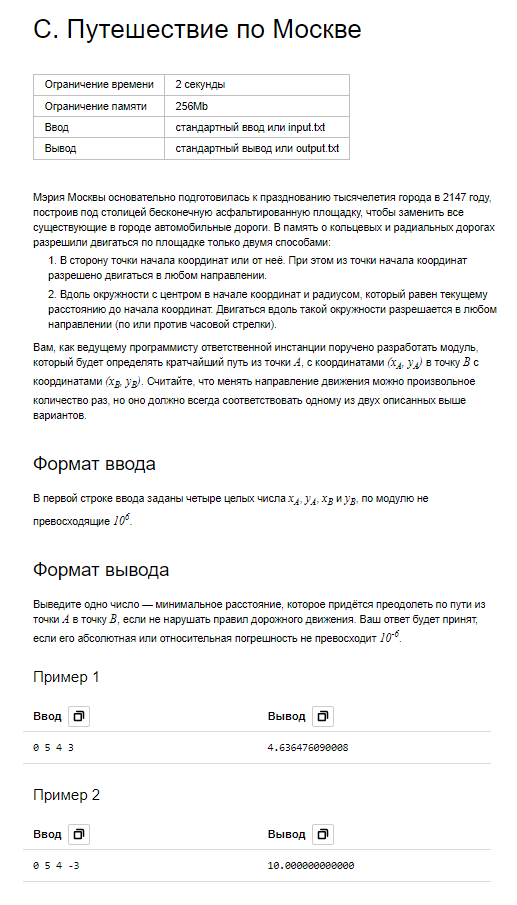 С. Путешествие по Москве
Ограничение времени 2 секунды
Ограничение памяти 256Mb
Ввод стандартный ввод или input.txt
Вывод стандартный вывод или output.txt
Мэрия Москвы основательно подготовилась к празднованию тысячелетия города в 2147 году,
построив под столицей бесконечную асфальтированную площадку, чтобы заменить все
существующие в городе автомобильные дороги. В память о кольцевых и радиальных дорогах
разрешили двигаться по площадке только двумя способами:
1. В сторону точки начала координат или от неё. При этом из точки начала координат
разрешено двигаться в любом направлении.
2. Вдоль окружности с центром в начале координат и радиусом, который равен текущему
расстоянию до начала координат. Двигаться вдоль такой окружности разрешается в любом
направлении (по или против часовой стрелки).
Вам, как ведущему программисту ответственной инстанции поручено разработать модуль,
который будет определять кратчайший путь из точки A, с координатами (xA, yA) в точку B с
координатами (xB, yB). Считайте, что менять направление движения можно произвольное
количество раз, но оно должно всегда соответствовать одному из двух описанных выше
вариантов.
Формат ввода
В первой строке ввода заданы четыре целых числа xA, yA, xB и yB, по модулю не
превосходящие 10^6.
Формат вывода
Выведите одно число — минимальное расстояние, которое придётся преодолеть по пути из
точки A в точку B, если не нарушать правил дорожного движения. Ваш ответ будет принят,
если его абсолютная или относительная погрешность не превосходит 10^-6.
Пример 1
Ввод Вывод
0 5 4 3 4.636476090008
Пример 2
Ввод Вывод
0 5 4 -3 10.000000000000